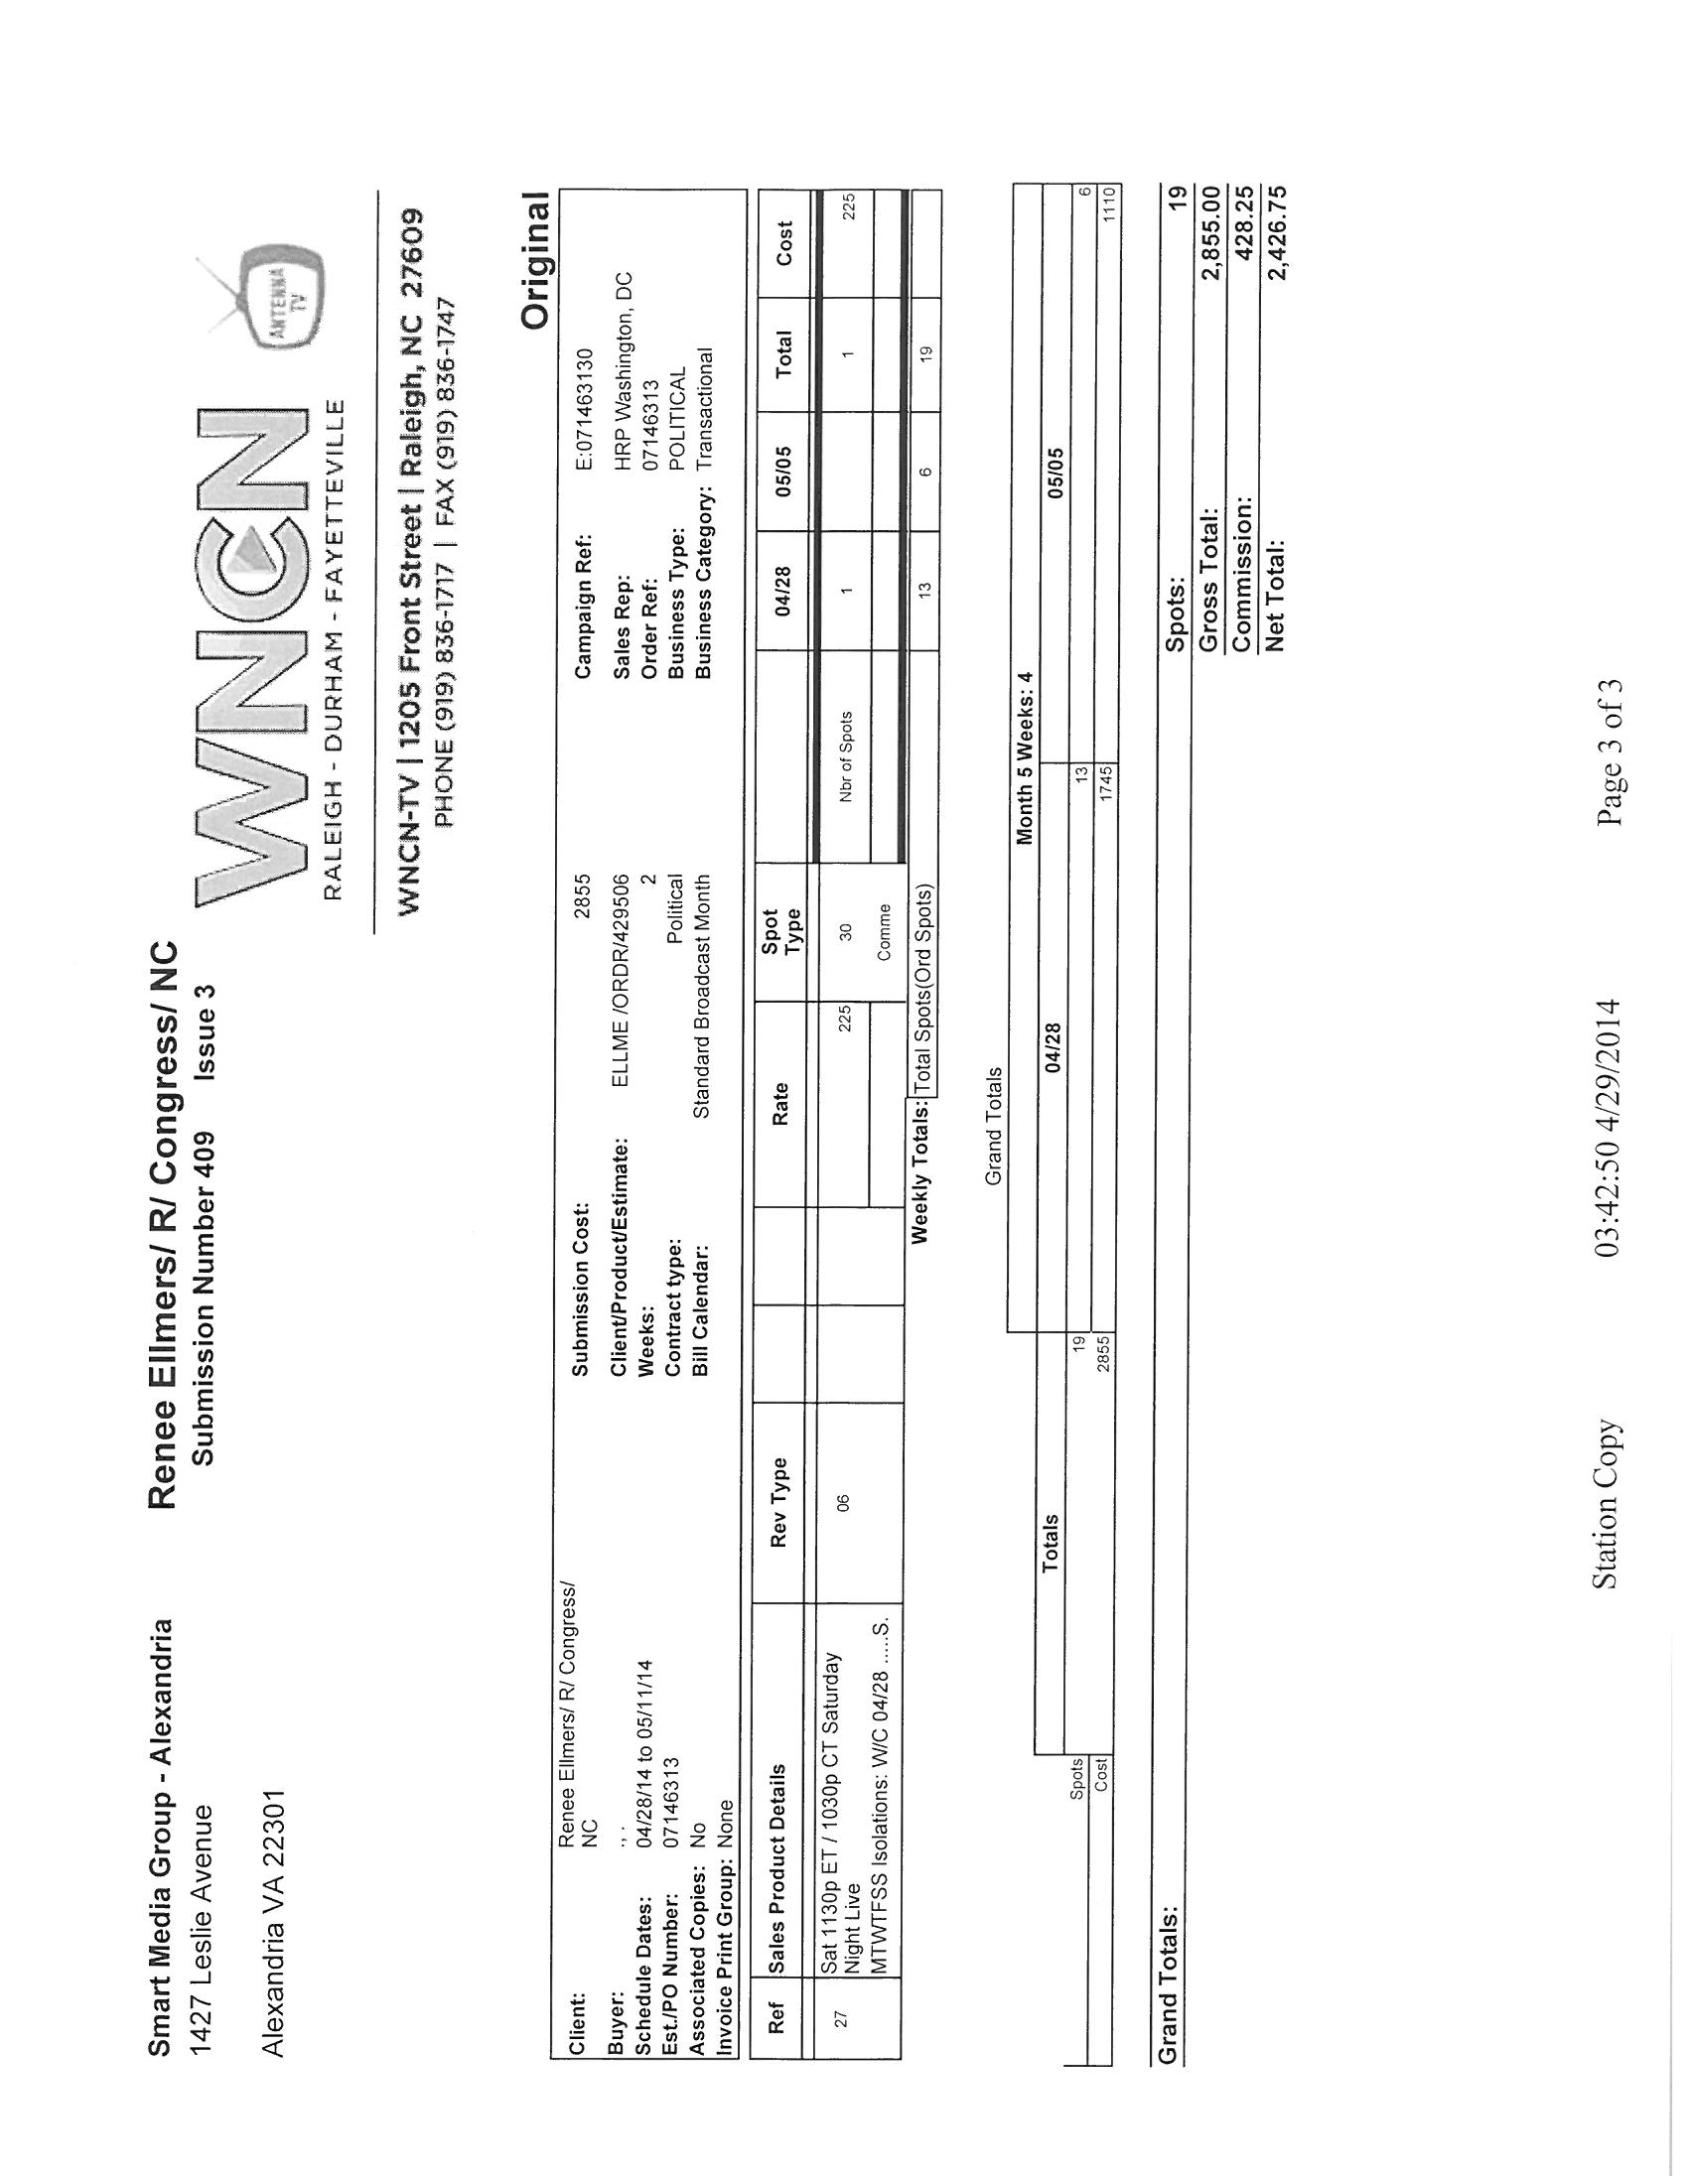 Smart Media Group - Alexandria
1427 Leslie Avenue
Alexandria VA 22301
Renee Ellmers/ R/ Congress/ NC
Submission Number 409 Issue 3
WNCN
RALEIGH - DURHAM - FAYETTEVILLE
ANTENNA
TV
WNCN-TV | 1205 Front Street | Raleigh, NC 27609
PHONE (919) 836-1717 | FAX (919) 836-1747
Original
Client: Renee Ellmers/ R/ Congress/
NC
Submission Cost: 2855
Campaign Ref: E:071463130
Buyer: ., .
Client/Product/Estimate: ELLME /ORDR/429506
Sales Rep: HRP Washington, DC
Schedule Dates: 04/28/14 to 05/11/14
Weeks: 2
Order Ref: 07146313
Est./PO Number: 07146313
Contract type: Political
Business Type: POLITICAL
Associated Copies: No
Bill Calendar: Standard Broadcast Month
Business Category: Transactional
Invoice Print Group: None
Ref Sales Product Details Rev Type Rate Spot Type 04/28 05/05 Total Cost
27 Sat 1130p ET / 1030p CT Saturday 06 225 30 Nbr of Spots 1 1 225
Night Live
MTWTFSS Isolations: W/C 04/28 .....S. Comme
Weekly Totals: Total Spots(Ord Spots) 13 6 19
Grand Totals
Month 5 Weeks: 4
Totals 04/28 05/05
Spots 19 13 6
Cost 2855 1745 1110
Grand Totals: Spots: 19
Gross Total: 2,855.00
Commission: 428.25
Net Total: 2,426.75
Station Copy 03:42:50 4/29/2014 Page 3 of 3